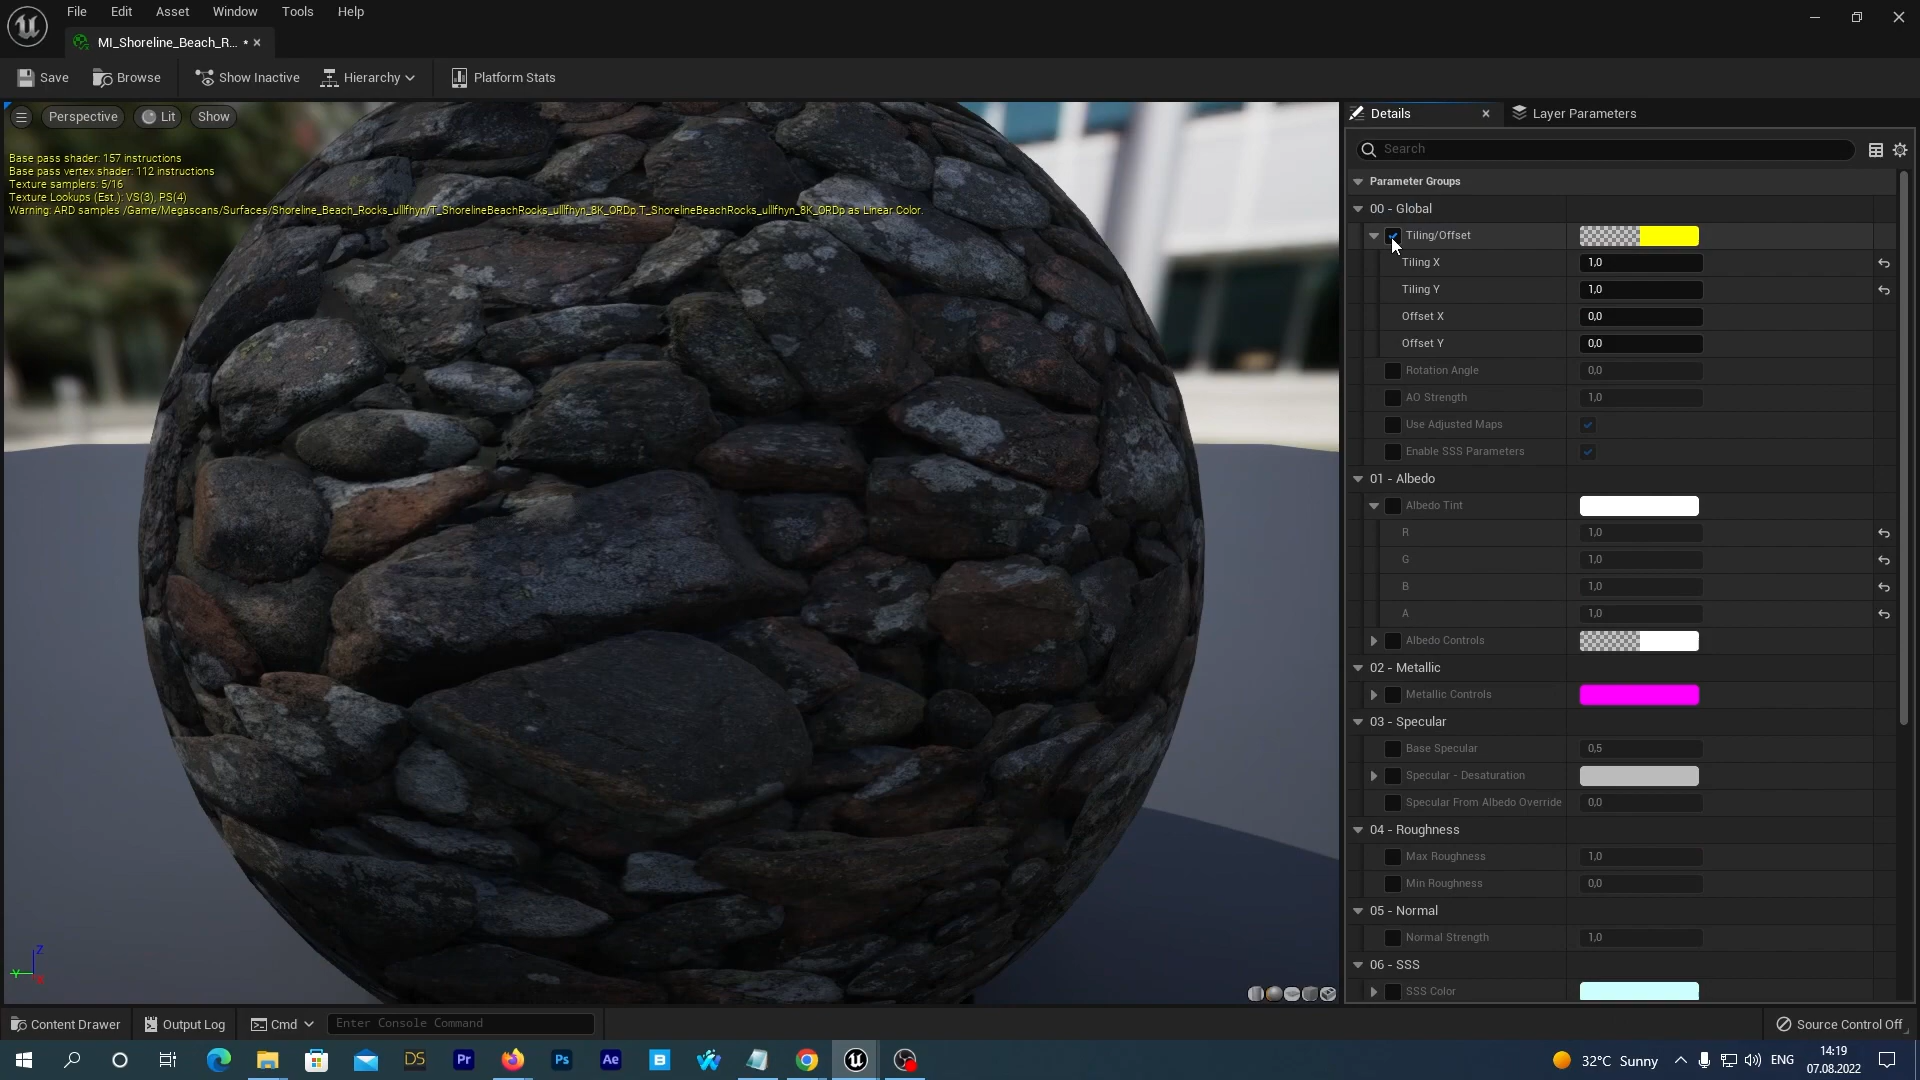 File Edit Asset Window Tools Help
MI_Shoreline_Beach_R... •
Save Browse Show Inactive Hierarchy Platform Stats
Perspective Lit Show
Base pass shader: 157 instructions
Base pass vertex shader: 112 instructions
Texture samplers: 5/16
Texture Lookups (Est.): VS(3), PS(4)
Warning: ARD samples /Game/Megascans/Surfaces/Shoreline_Beach_Rocks_ulllfhyn/T_ShorelineBeachRocks_ulllfhyn_8K_ORDp.T_ShorelineBeachRocks_ulllfhyn_8K_ORDp as Linear Color.
Z
Y
Details Layer Parameters
Search
Parameter Groups
00 - Global
Tiling/Offset
Tiling X 1,0
Tiling Y 1,0
Offset X 0,0
Offset Y 0,0
Rotation Angle 0,0
AO Strength 1,0
Use Adjusted Maps
Enable SSS Parameters
01 - Albedo
Albedo Tint
R 1,0
G 1,0
B 1,0
A 1,0
Albedo Controls
02 - Metallic
Metallic Controls
03 - Specular
Base Specular 0,5
Specular - Desaturation
Specular From Albedo Override 0,0
04 - Roughness
Max Roughness 1,0
Min Roughness 0,0
05 - Normal
Normal Strength 1,0
06 - SSS
SSS Color
Content Drawer Output Log Cmd Enter Console Command Source Control Off
DS Pr Ps Ae B
32°C Sunny ENG
14:19
07.08.2022